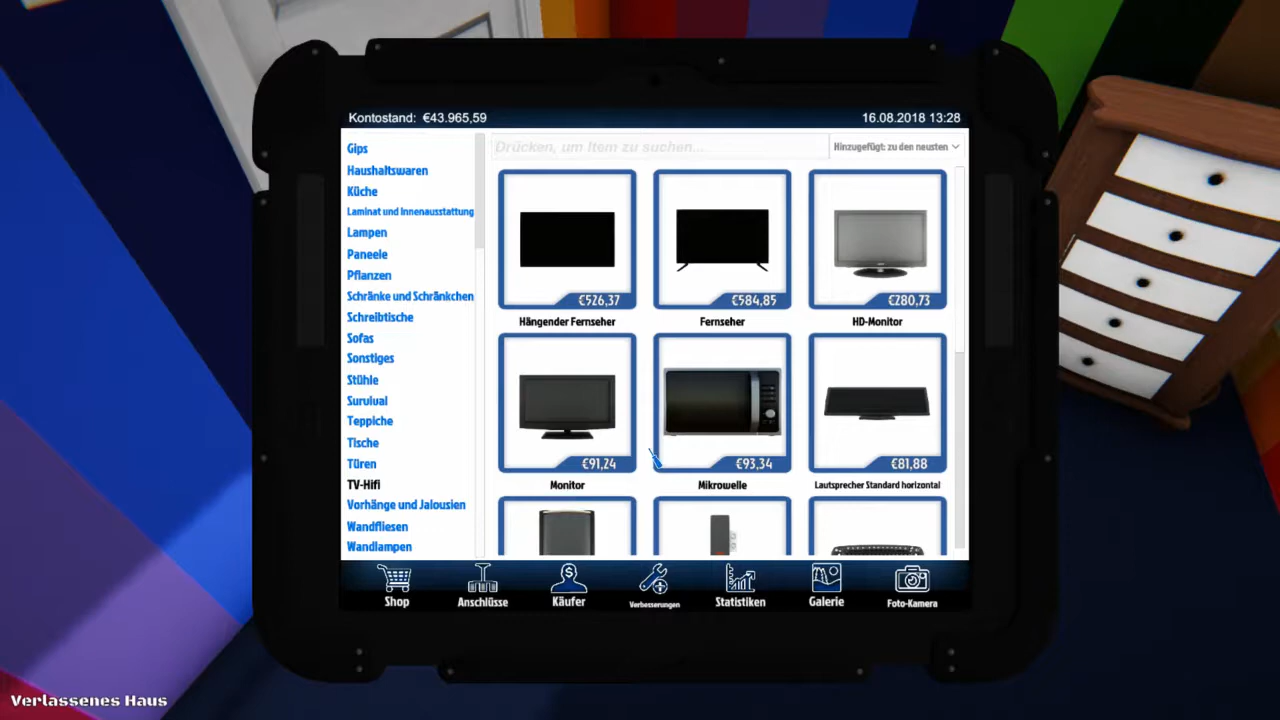 Kontostand: €43.965,59
16.08.2018 13:28
Gips
Haushaltswaren
Küche
Laminat und Innenausstattung
Lampen
Paneele
Pflanzen
Schränke und Schränkchen
Schreibtische
Sofas
Sonstiges
Stühle
Survival
Teppiche
Tische
Türen
TV-Hifi
Vorhänge und Jalousien
Wandfliesen
Wandlampen
Drücken, um Item zu suchen...
Hinzugefügt: zu den neusten
€526,37
€584,85
€280,73
Hängender Fernseher
Fernseher
HD-Monitor
€91,24
€93,34
€81,88
Monitor
Mikrowelle
Lautsprecher Standard horizontal
Shop
Anschlüsse
Käufer
Verbesserungen
Statistiken
Galerie
Foto-Kamera
Verlassenes Haus